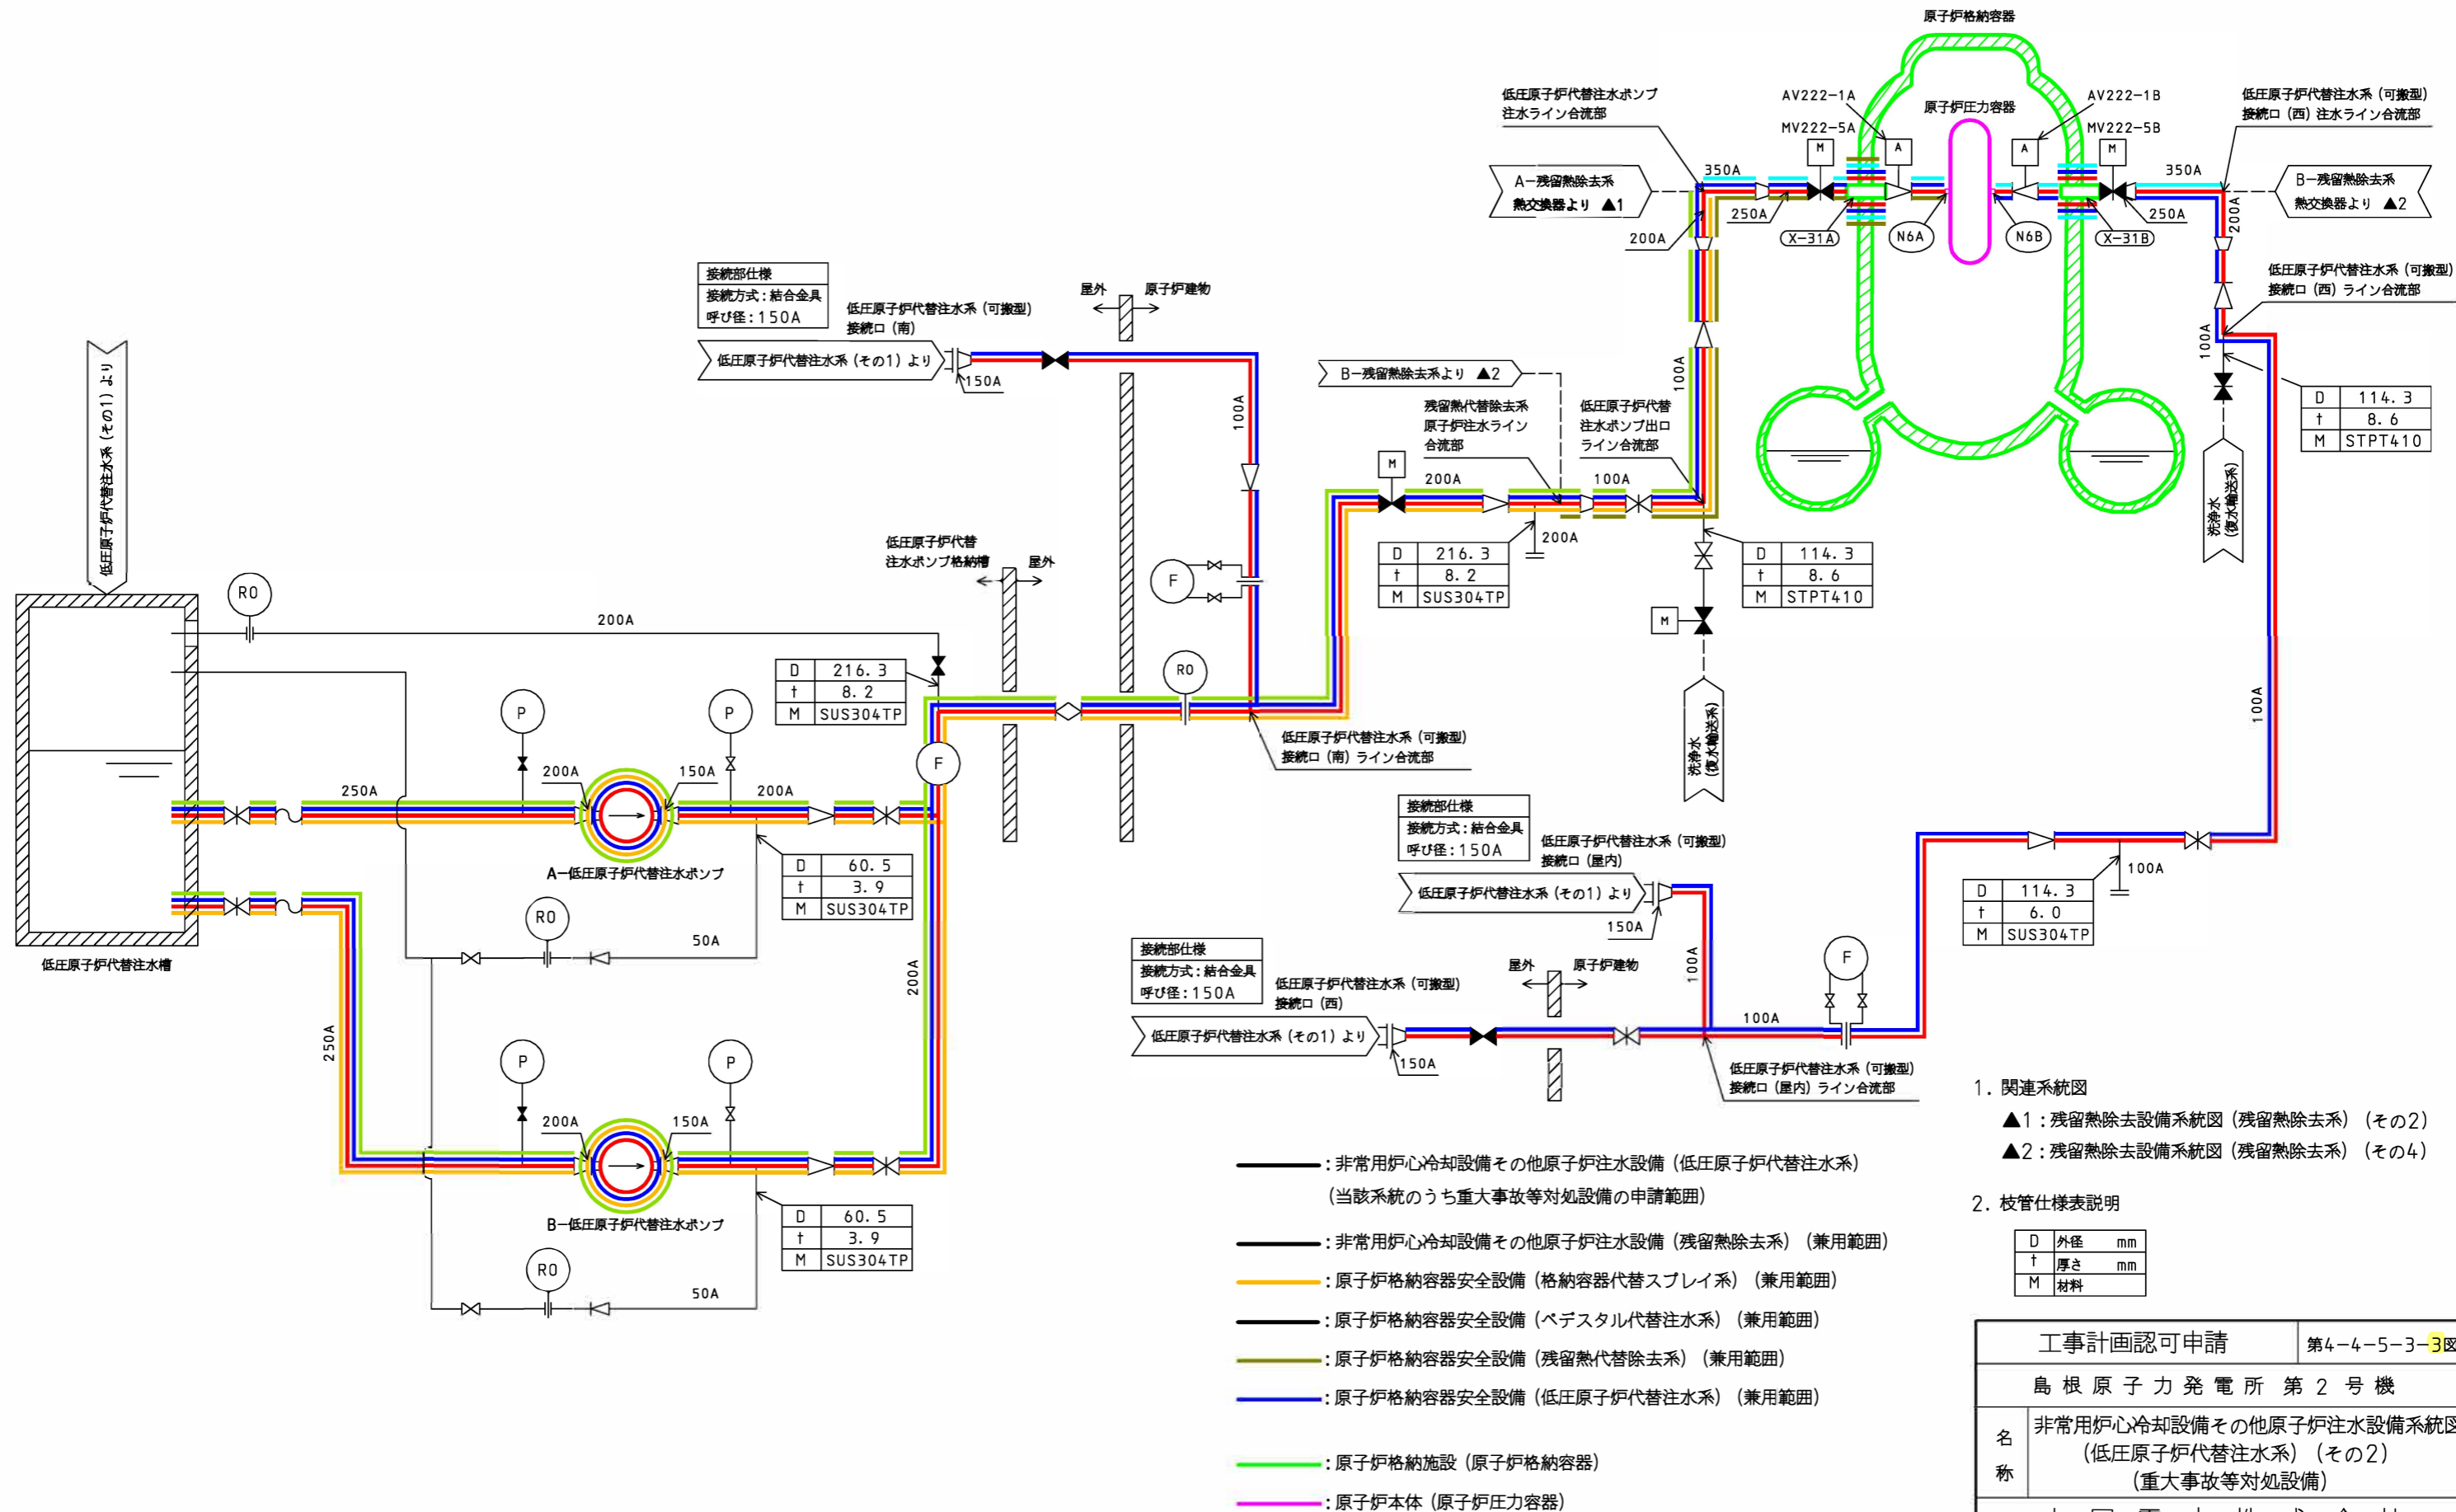 原子炉格納容器
低圧原子炉代替注水ポンプ
注水ライン合流部
AV222-1A
原子炉圧力容器
AV222-1B
低圧原子炉代替注水系（可搬型）
接続口（西）注水ライン合流部
MV222-5A
MV222-5B
M
A
A
M
A－残留熱除去系
熱交換器より ▲1
350A
350A
B－残留熱除去系
熱交換器より ▲2
250A
250A
200A
200A
X-31A
N6A
N6B
X-31B
低圧原子炉代替注水系（可搬型）
接続口（西）ライン合流部
接続部仕様
接続方式：結合金具
呼び径：150A
低圧原子炉代替注水系（可搬型）
接続口（南）
屋外
原子炉建物
低圧原子炉代替注水系（その1）より
150A
100A
低圧原子炉代替注水系（その1）より
B－残留熱除去系より ▲2
100A
100A
残留熱代替除去系
原子炉注水ライン
合流部
低圧原子炉代替
注水ポンプ出口
ライン合流部
D 114.3
t 8.6
M STPT410
洗浄水
（復水輸送系）
M
200A
100A
200A
D 216.3
t 8.2
M SUS304TP
D 114.3
t 8.6
M STPT410
M
洗浄水
（復水輸送系）
低圧原子炉代替
注水ポンプ格納槽
屋外
F
RO
RO
200A
D 216.3
t 8.2
M SUS304TP
低圧原子炉代替注水系（可搬型）
接続口（南）ライン合流部
100A
P
P
F
250A
200A
150A
200A
A－低圧原子炉代替注水ポンプ
D 60.5
t 3.9
M SUS304TP
RO
50A
低圧原子炉代替注水槽
200A
250A
P
P
200A
150A
B－低圧原子炉代替注水ポンプ
D 60.5
t 3.9
M SUS304TP
RO
50A
接続部仕様
接続方式：結合金具
呼び径：150A
低圧原子炉代替注水系（可搬型）
接続口（屋内）
低圧原子炉代替注水系（その1）より
150A
100A
100A
D 114.3
t 6.0
M SUS304TP
接続部仕様
接続方式：結合金具
呼び径：150A
低圧原子炉代替注水系（可搬型）
接続口（西）
屋外
原子炉建物
F
低圧原子炉代替注水系（その1）より
150A
100A
低圧原子炉代替注水系（可搬型）
接続口（屋内）ライン合流部
：非常用炉心冷却設備その他原子炉注水設備（低圧原子炉代替注水系）
（当該系統のうち重大事故等対処設備の申請範囲）
：非常用炉心冷却設備その他原子炉注水設備（残留熱除去系）（兼用範囲）
：原子炉格納容器安全設備（格納容器代替スプレイ系）（兼用範囲）
：原子炉格納容器安全設備（ペデスタル代替注水系）（兼用範囲）
：原子炉格納容器安全設備（残留熱代替除去系）（兼用範囲）
：原子炉格納容器安全設備（低圧原子炉代替注水系）（兼用範囲）
：原子炉格納施設（原子炉格納容器）
：原子炉本体（原子炉圧力容器）
1. 関連系統図
▲1：残留熱除去設備系統図（残留熱除去系）（その2）
▲2：残留熱除去設備系統図（残留熱除去系）（その4）
2. 枝管仕様表説明
D 外径 mm
t 厚さ mm
M 材料
工事計画認可申請 第4-4-5-3-3図
島根原子力発電所 第2号機
名称
非常用炉心冷却設備その他原子炉注水設備系統図
（低圧原子炉代替注水系）（その2）
（重大事故等対処設備）